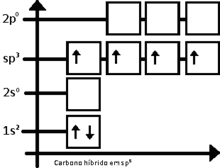 2p⁰
sp³
2s⁰
1s²
Carbono híbrido em sp³